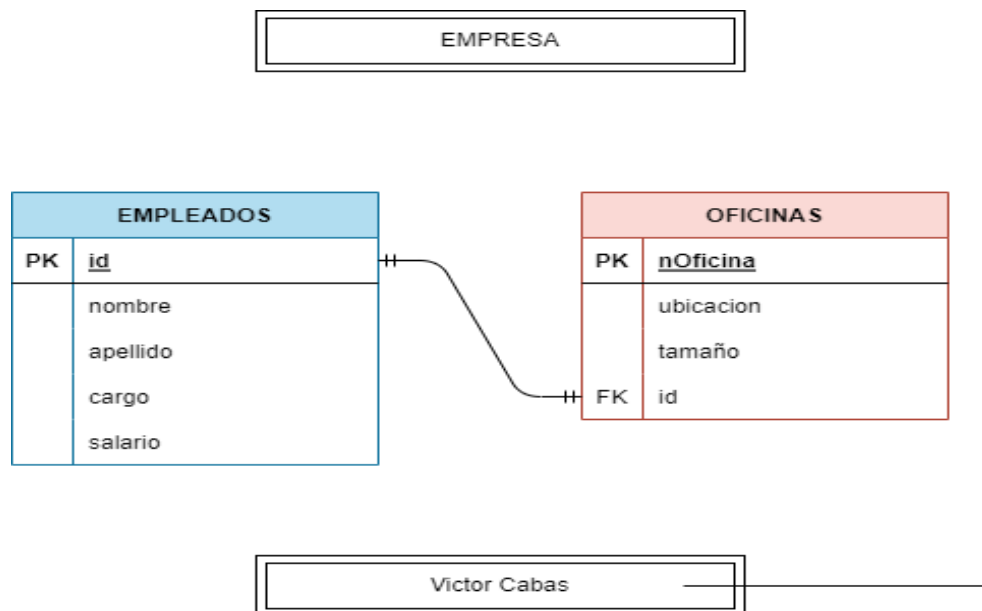 EMPRESA
EMPLEADOS
PK id
nombre
apellido
cargo
salario
OFICINAS
PK nOficina
ubicacion
tamaño
FK id
Victor Cabas